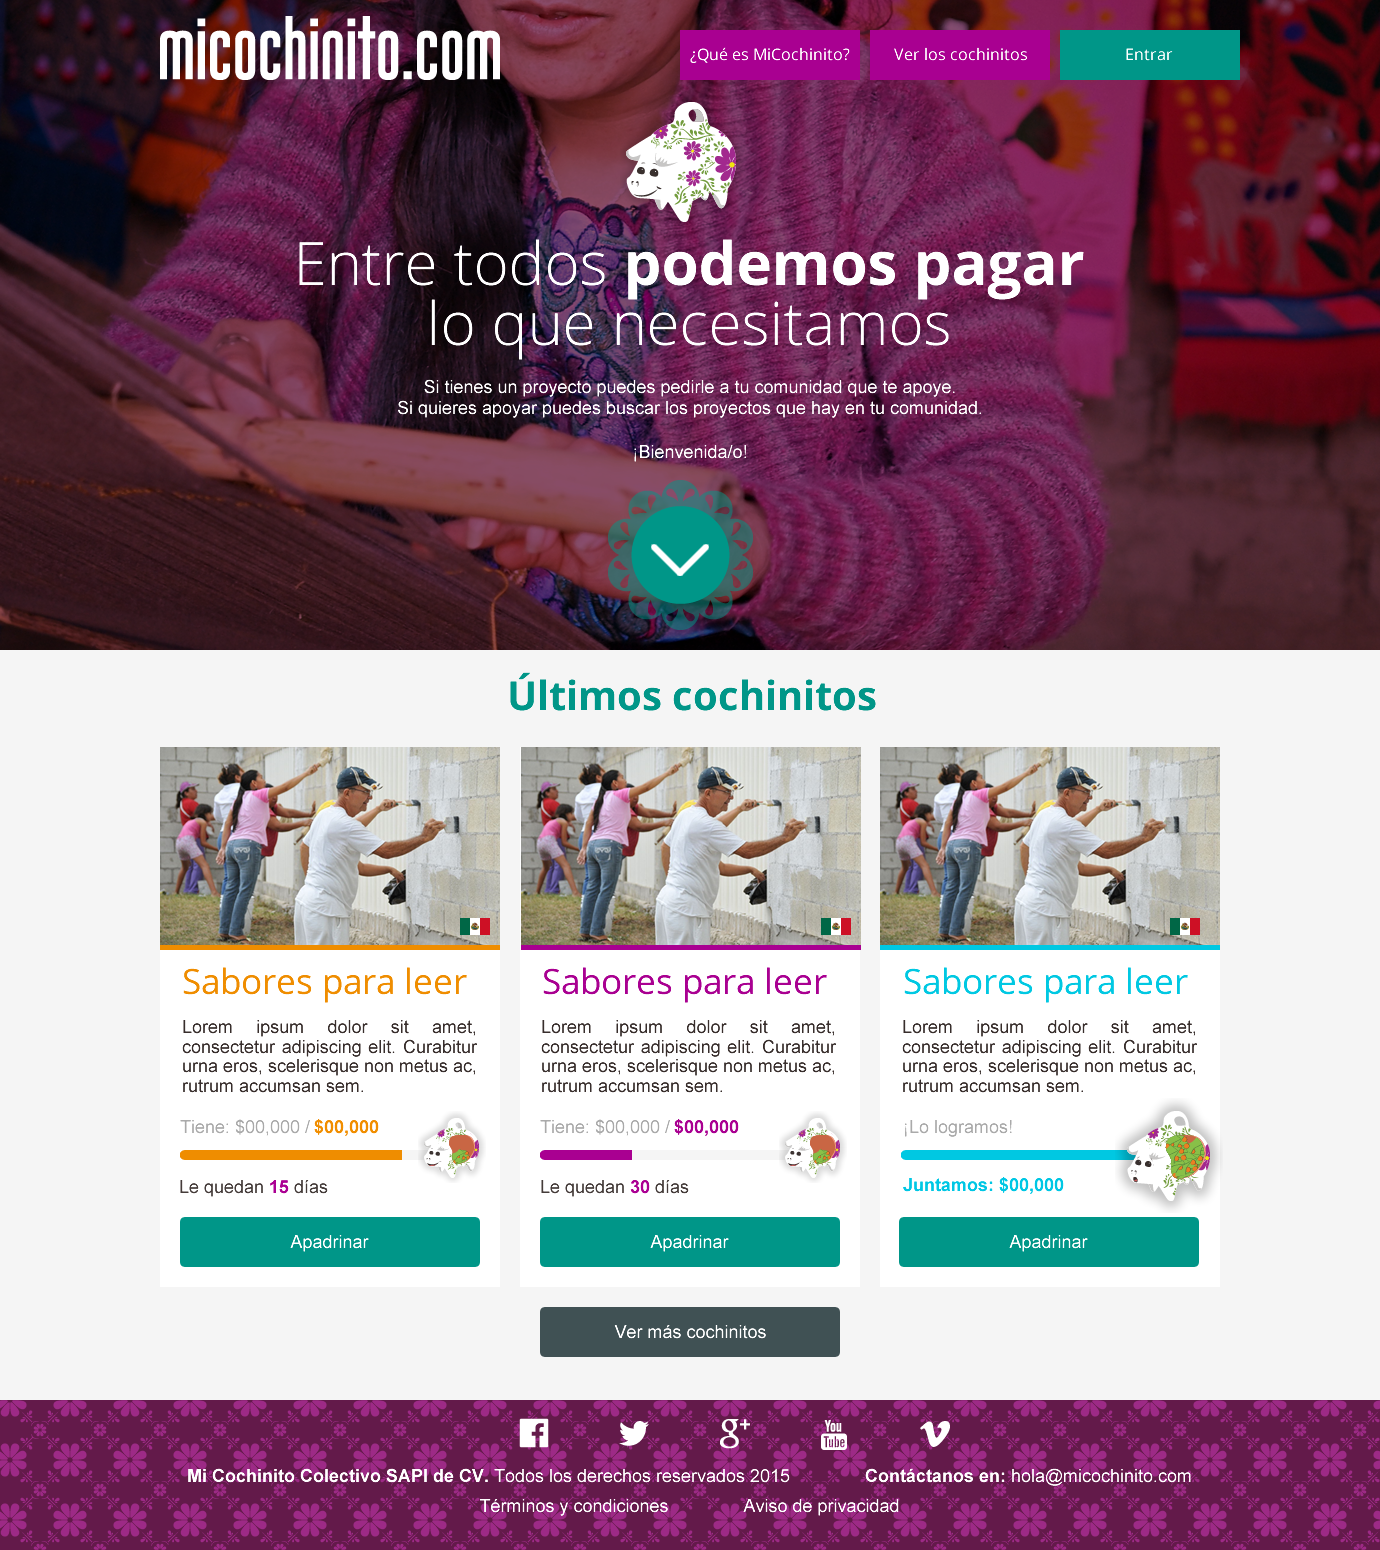 micochinito.com
¿Qué es MiCochinito?
Ver los cochinitos
Entrar
Entre todos podemos pagar
lo que necesitamos
Si tienes un proyecto puedes pedirle a tu comunidad que te apoye.
Si quieres apoyar puedes buscar los proyectos que hay en tu comunidad.
¡Bienvenida/o!
Últimos cochinitos
Sabores para leer
Lorem ipsum dolor sit amet,
consectetur adipiscing elit. Curabitur
urna eros, scelerisque non metus ac,
rutrum accumsan sem.
Tiene: $00,000 / $00,000
Le quedan 15 días
Apadrinar
Sabores para leer
Lorem ipsum dolor sit amet,
consectetur adipiscing elit. Curabitur
urna eros, scelerisque non metus ac,
rutrum accumsan sem.
Tiene: $00,000 / $00,000
Le quedan 30 días
Apadrinar
Sabores para leer
Lorem ipsum dolor sit amet,
consectetur adipiscing elit. Curabitur
urna eros, scelerisque non metus ac,
rutrum accumsan sem.
¡Lo logramos!
Juntamos: $00,000
Apadrinar
Ver más cochinitos
You
Tube
Mi Cochinito Colectivo SAPI de CV. Todos los derechos reservados 2015
Contáctanos en: hola@micochinito.com
Términos y condiciones
Aviso de privacidad